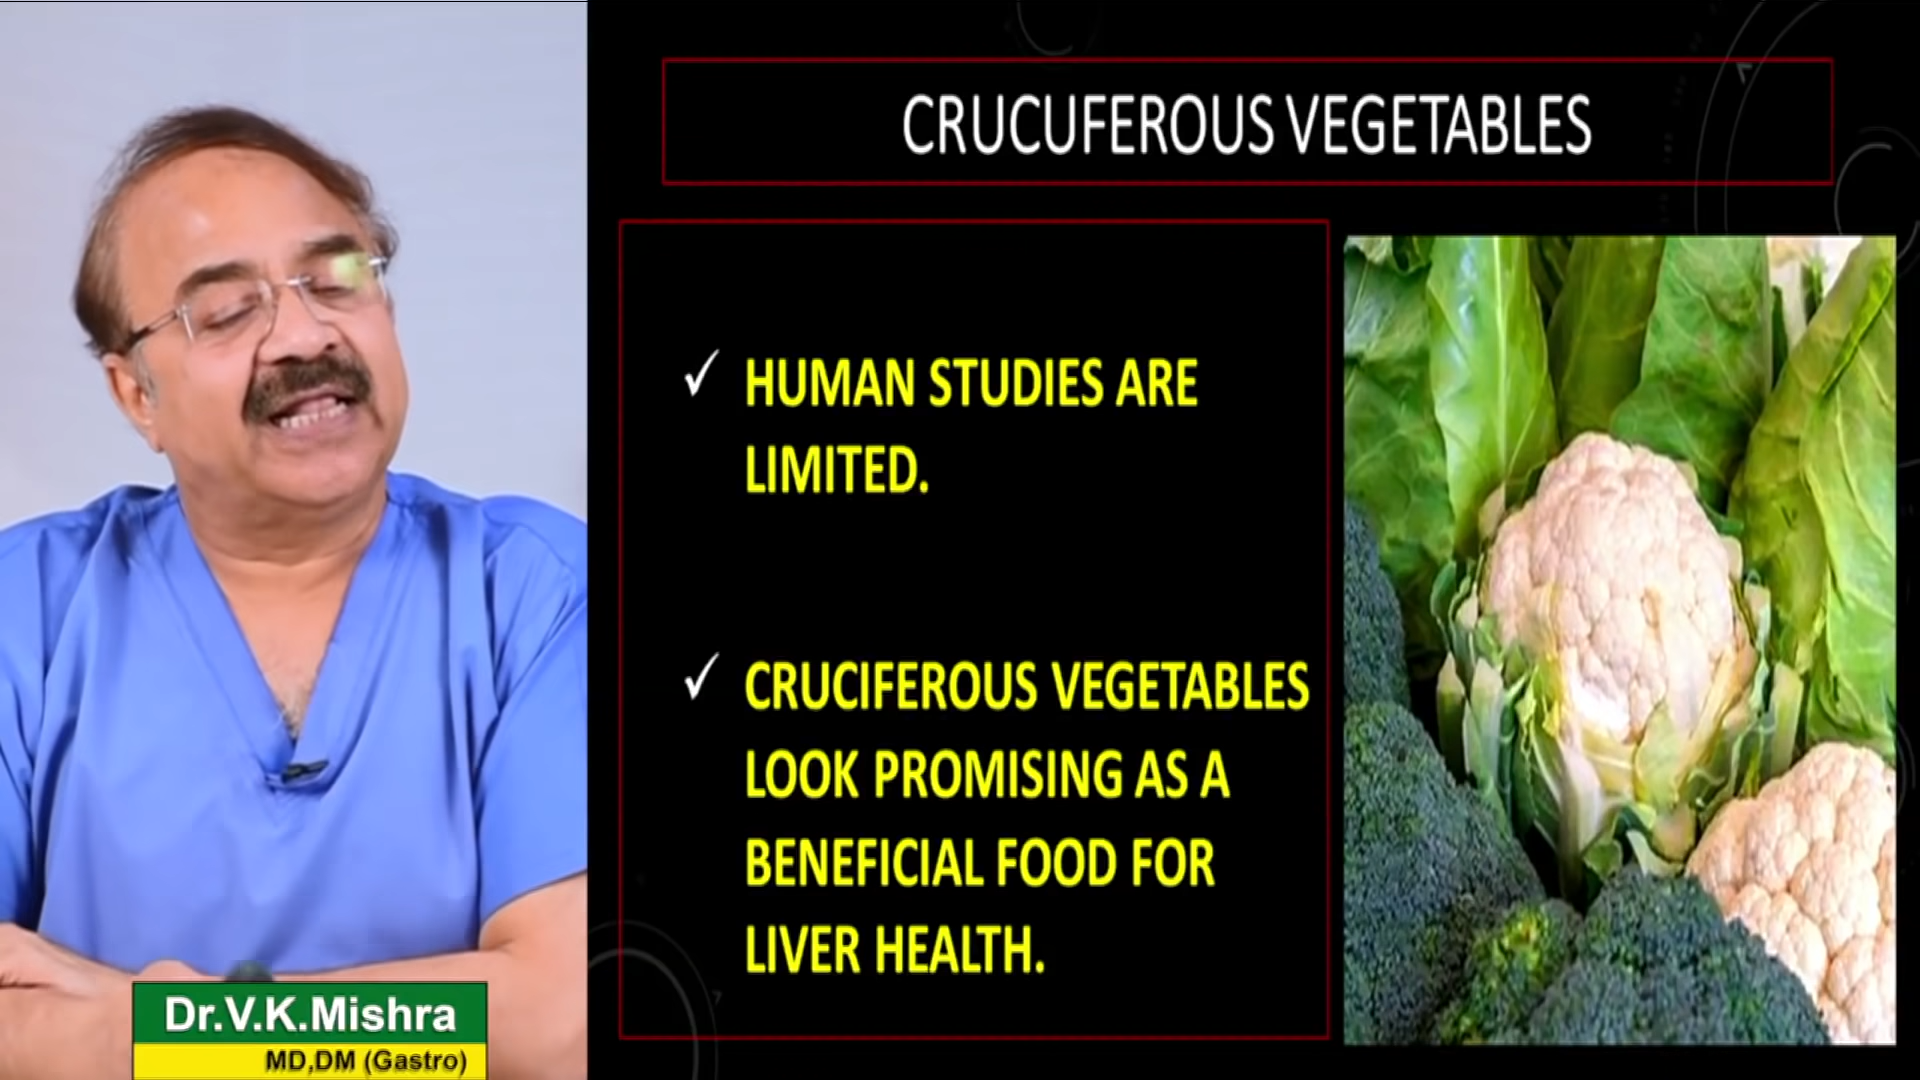 CRUCUFEROUS VEGETABLES
✓ HUMAN STUDIES ARE
LIMITED.
✓ CRUCIFEROUS VEGETABLES
LOOK PROMISING AS A
BENEFICIAL FOOD FOR
LIVER HEALTH.
Dr.V.K.Mishra
MD,DM (Gastro)